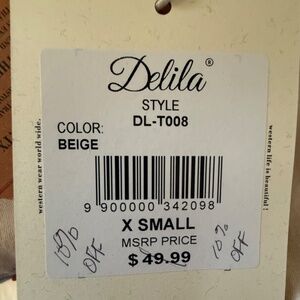 Delila®
STYLE
DL-T008
COLOR:
BEIGE
9 900000 342098
X SMALL
MSRP PRICE
$ 49.99
10%
OFF
10%
OFF
western wear world wide.
western life is beautiful!